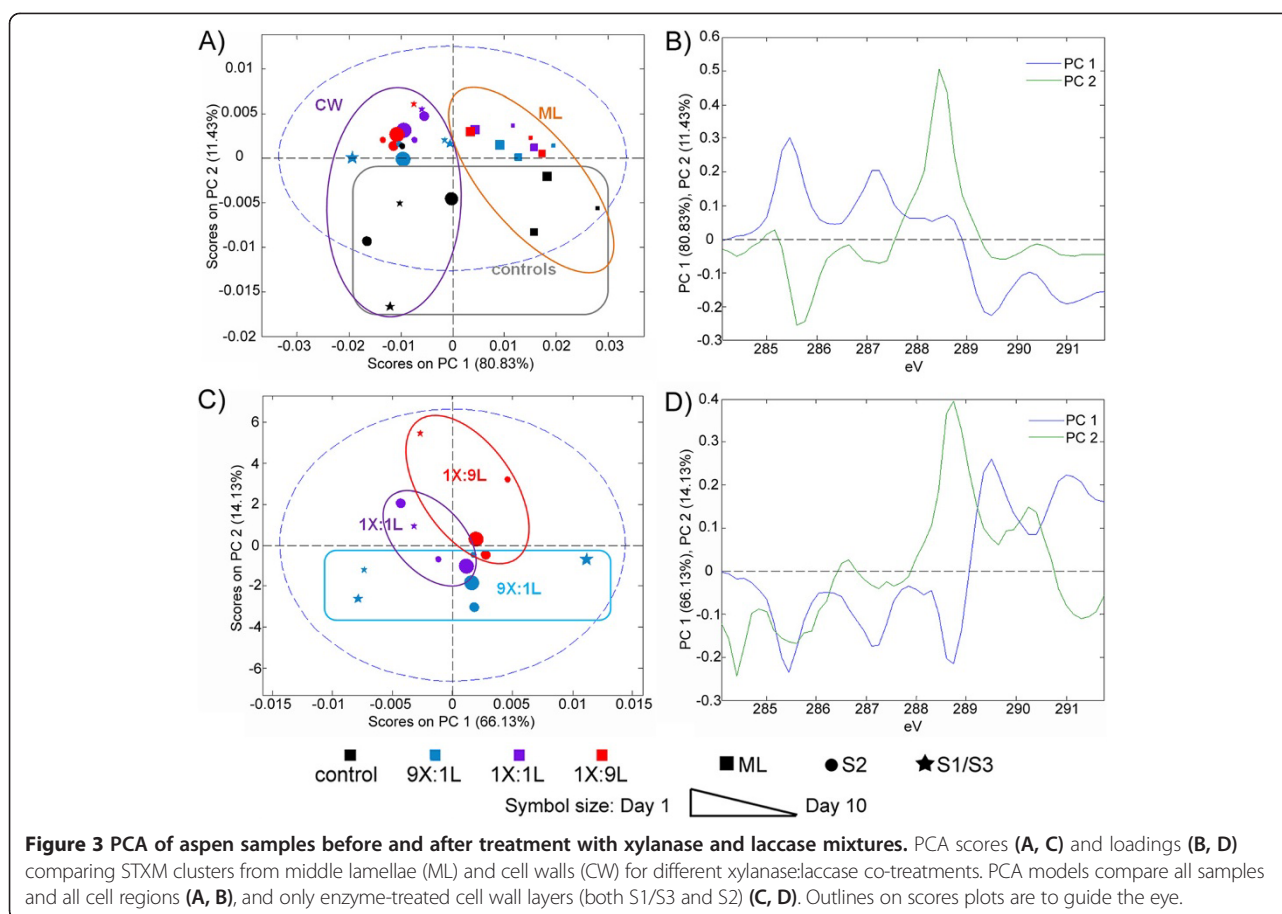 A)
0.01
0.005
0
-0.005
-0.01
-0.015
-0.02
Scores on PC 2 (11.43%)
CW
ML
controls
-0.03 -0.02 -0.01 0 0.01 0.02 0.03
Scores on PC 1 (80.83%)
B)
0.6
0.5
0.4
0.3
0.2
0.1
0
-0.1
-0.2
-0.3
PC 1 (80.83%), PC 2 (11.43%)
PC 1
PC 2
285 286 287 288 289 290 291
eV
C)
6
4
2
0
-2
-4
-6
Scores on PC 2 (14.13%)
1X:9L
1X:1L
9X:1L
-0.015 -0.01 -0.005 0 0.005 0.01 0.015
Scores on PC 1 (66.13%)
D)
0.4
0.3
0.2
0.1
0
-0.1
-0.2
-0.3
PC 1 (66.13%), PC 2 (14.13%)
PC 1
PC 2
285 286 287 288 289 290 291
eV
control 9X:1L 1X:1L 1X:9L ML S2 S1/S3
Symbol size: Day 1 Day 10
Figure 3 PCA of aspen samples before and after treatment with xylanase and laccase mixtures. PCA scores (A, C) and loadings (B, D)
comparing STXM clusters from middle lamellae (ML) and cell walls (CW) for different xylanase:laccase co-treatments. PCA models compare all samples
and all cell regions (A, B), and only enzyme-treated cell wall layers (both S1/S3 and S2) (C, D). Outlines on scores plots are to guide the eye.